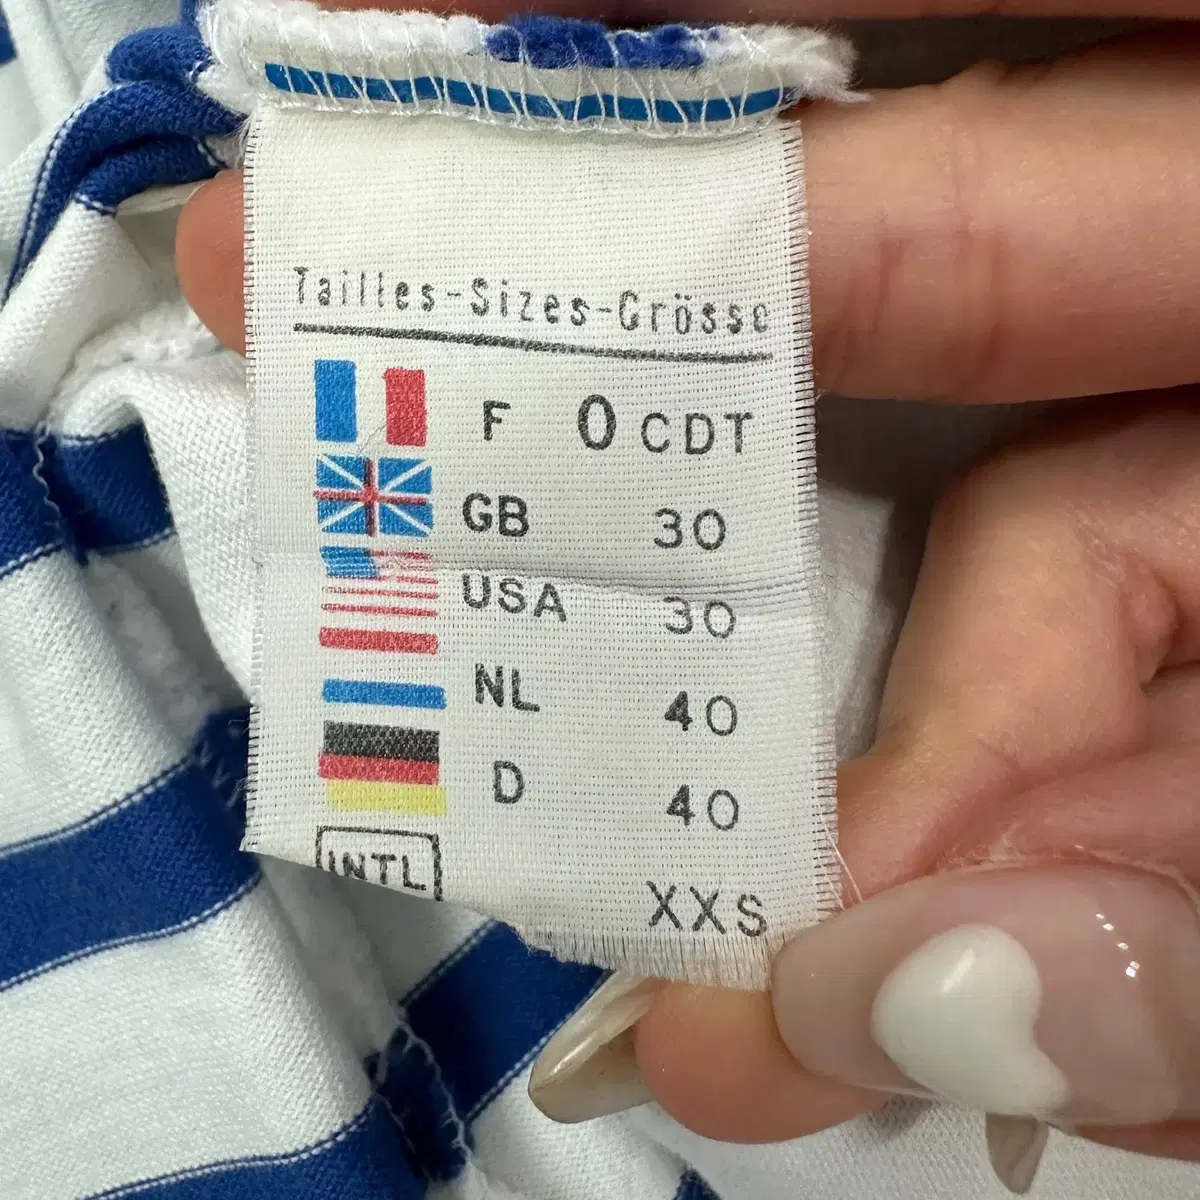 Tailles-Sizes-Grösse
F 0 CDT
GB 30
USA 30
NL 40
D 40
INTL XXS